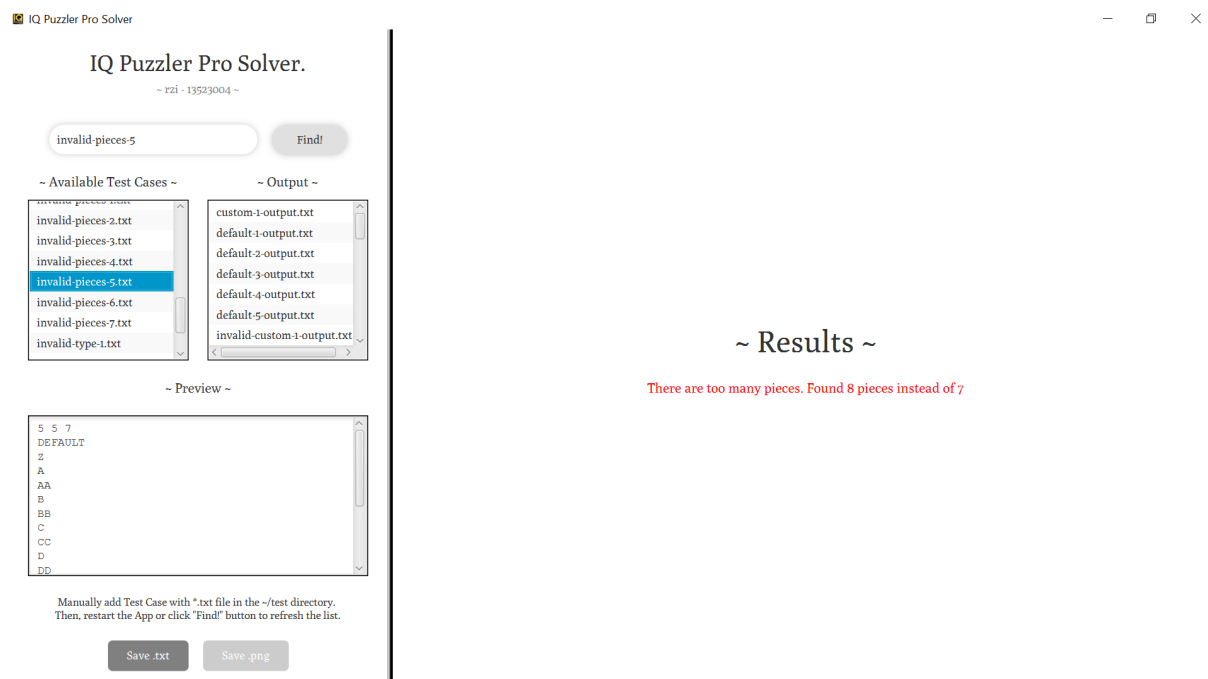 IQ Puzzler Pro Solver
IQ Puzzler Pro Solver.
~ rzi - 13523004 ~
invalid-pieces-5
Find!
~ Available Test Cases ~
invalid-pieces-1.txt
invalid-pieces-2.txt
invalid-pieces-3.txt
invalid-pieces-4.txt
invalid-pieces-5.txt
invalid-pieces-6.txt
invalid-pieces-7.txt
invalid-type-1.txt
~ Output ~
custom-1-output.txt
default-1-output.txt
default-2-output.txt
default-3-output.txt
default-4-output.txt
default-5-output.txt
invalid-custom-1-output.txt
~ Preview ~
5 5 7
DEFAULT
Z
A
AA
B
BB
C
CC
D
DD
Manually add Test Case with *.txt file in the ~/test directory.
Then, restart the App or click "Find!" button to refresh the list.
Save .txt
Save .png
~ Results ~
There are too many pieces. Found 8 pieces instead of 7